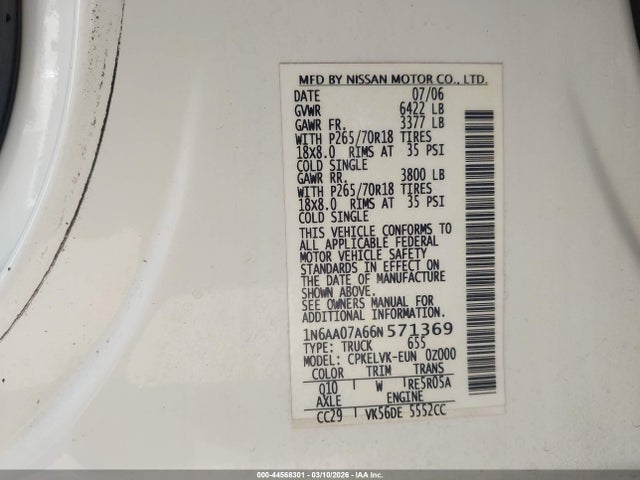 MFD BY NISSAN MOTOR CO., LTD.
DATE 07/06
GVWR 6422 LB
GAWR FR. 3377 LB
WITH P265/70R18 TIRES
18X8.0 RIMS AT 35 PSI
COLD SINGLE
GAWR RR. 3800 LB
WITH P265/70R18 TIRES
18X8.0 RIMS AT 35 PSI
COLD SINGLE
THIS VEHICLE CONFORMS TO
ALL APPLICABLE FEDERAL
MOTOR VEHICLE SAFETY
STANDARDS IN EFFECT ON
THE DATE OF MANUFACTURE
SHOWN ABOVE.
SEE OWNERS MANUAL FOR
ADDITIONAL INFORMATION.
1N6AA07A66N571369
TYPE: TRUCK 655
MODEL: CPKELVK-EUN 0Z000
COLOR TRIM TRANS
Q10 W RE5R05A
AXLE ENGINE
CC29 VK56DE 5552CC
000-44568301 - 03/10/2026 - IAA Inc.